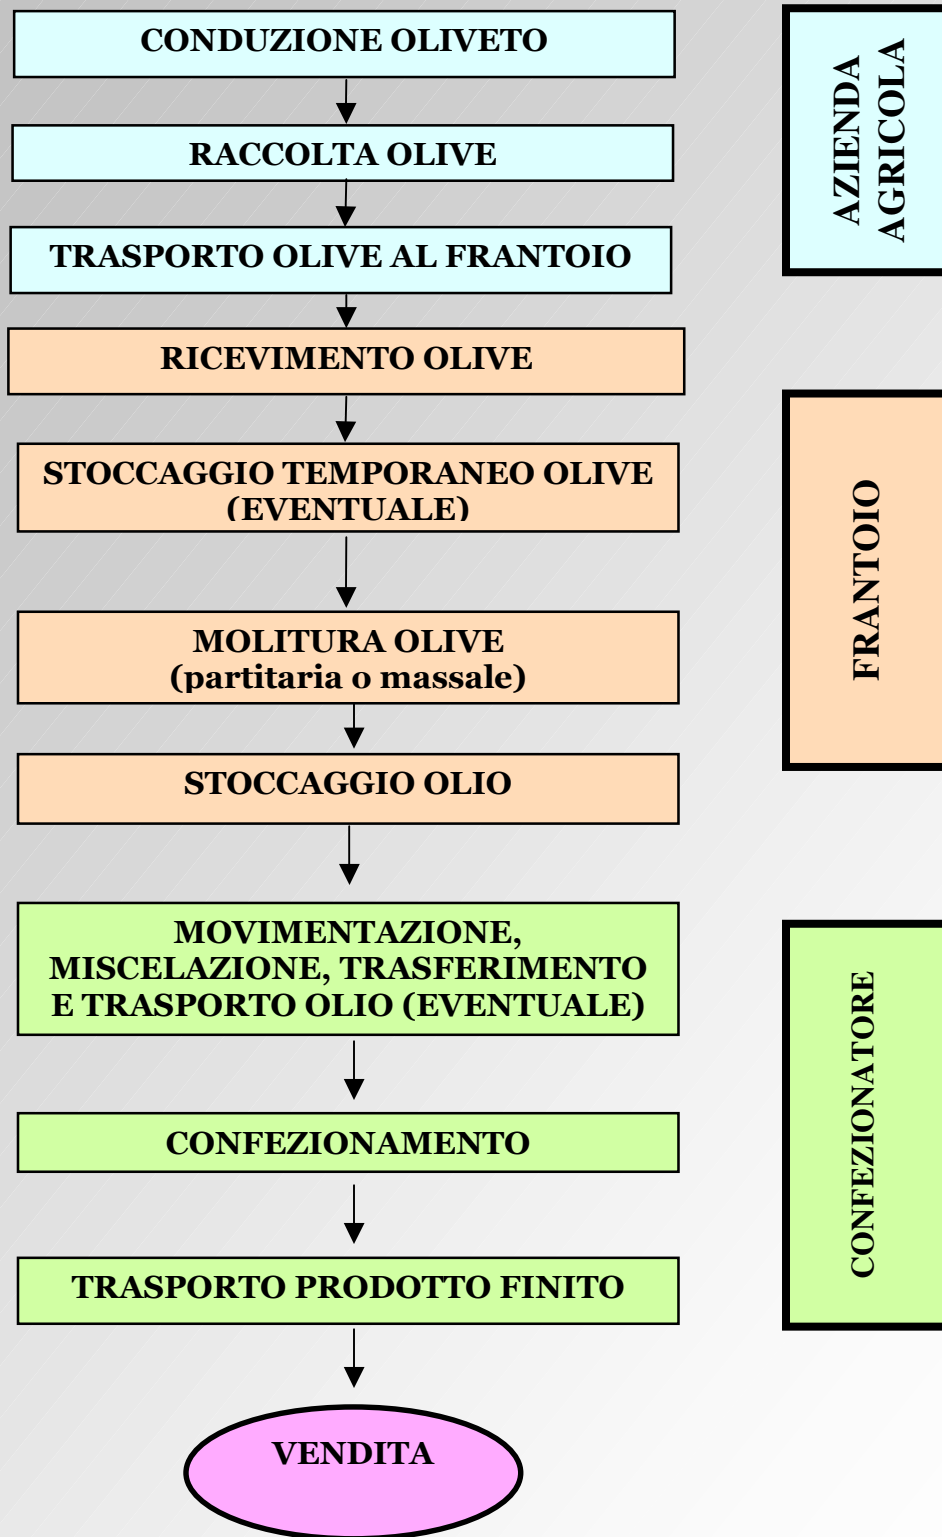 CONDUZIONE OLIVETO
RACCOLTA OLIVE
TRASPORTO OLIVE AL FRANTOIO
RICEVIMENTO OLIVE
STOCCAGGIO TEMPORANEO OLIVE
(EVENTUALE)
MOLITURA OLIVE
(partitaria o massale)
STOCCAGGIO OLIO
MOVIMENTAZIONE,
MISCELAZIONE, TRASFERIMENTO
E TRASPORTO OLIO (EVENTUALE)
CONFEZIONAMENTO
TRASPORTO PRODOTTO FINITO
VENDITA
AZIENDA
AGRICOLA
FRANTOIO
CONFEZIONATORE